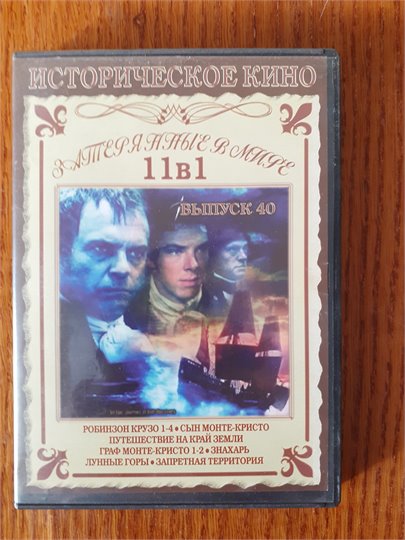 ИСТОРИЧЕСКОЕ КИНО
ЗАТЕРЯННЫЕ В МИРЕ
11в1
ВЫПУСК 40
РОБИНЗОН КРУЗО 1-4 • СЫН МОНТЕ-КРИСТО
ПУТЕШЕСТВИЕ НА КРАЙ ЗЕМЛИ
ГРАФ МОНТЕ-КРИСТО 1-2 • ЗНАХАРЬ
ЛУННЫЕ ГОРЫ • ЗАПРЕТНАЯ ТЕРРИТОРИЯ